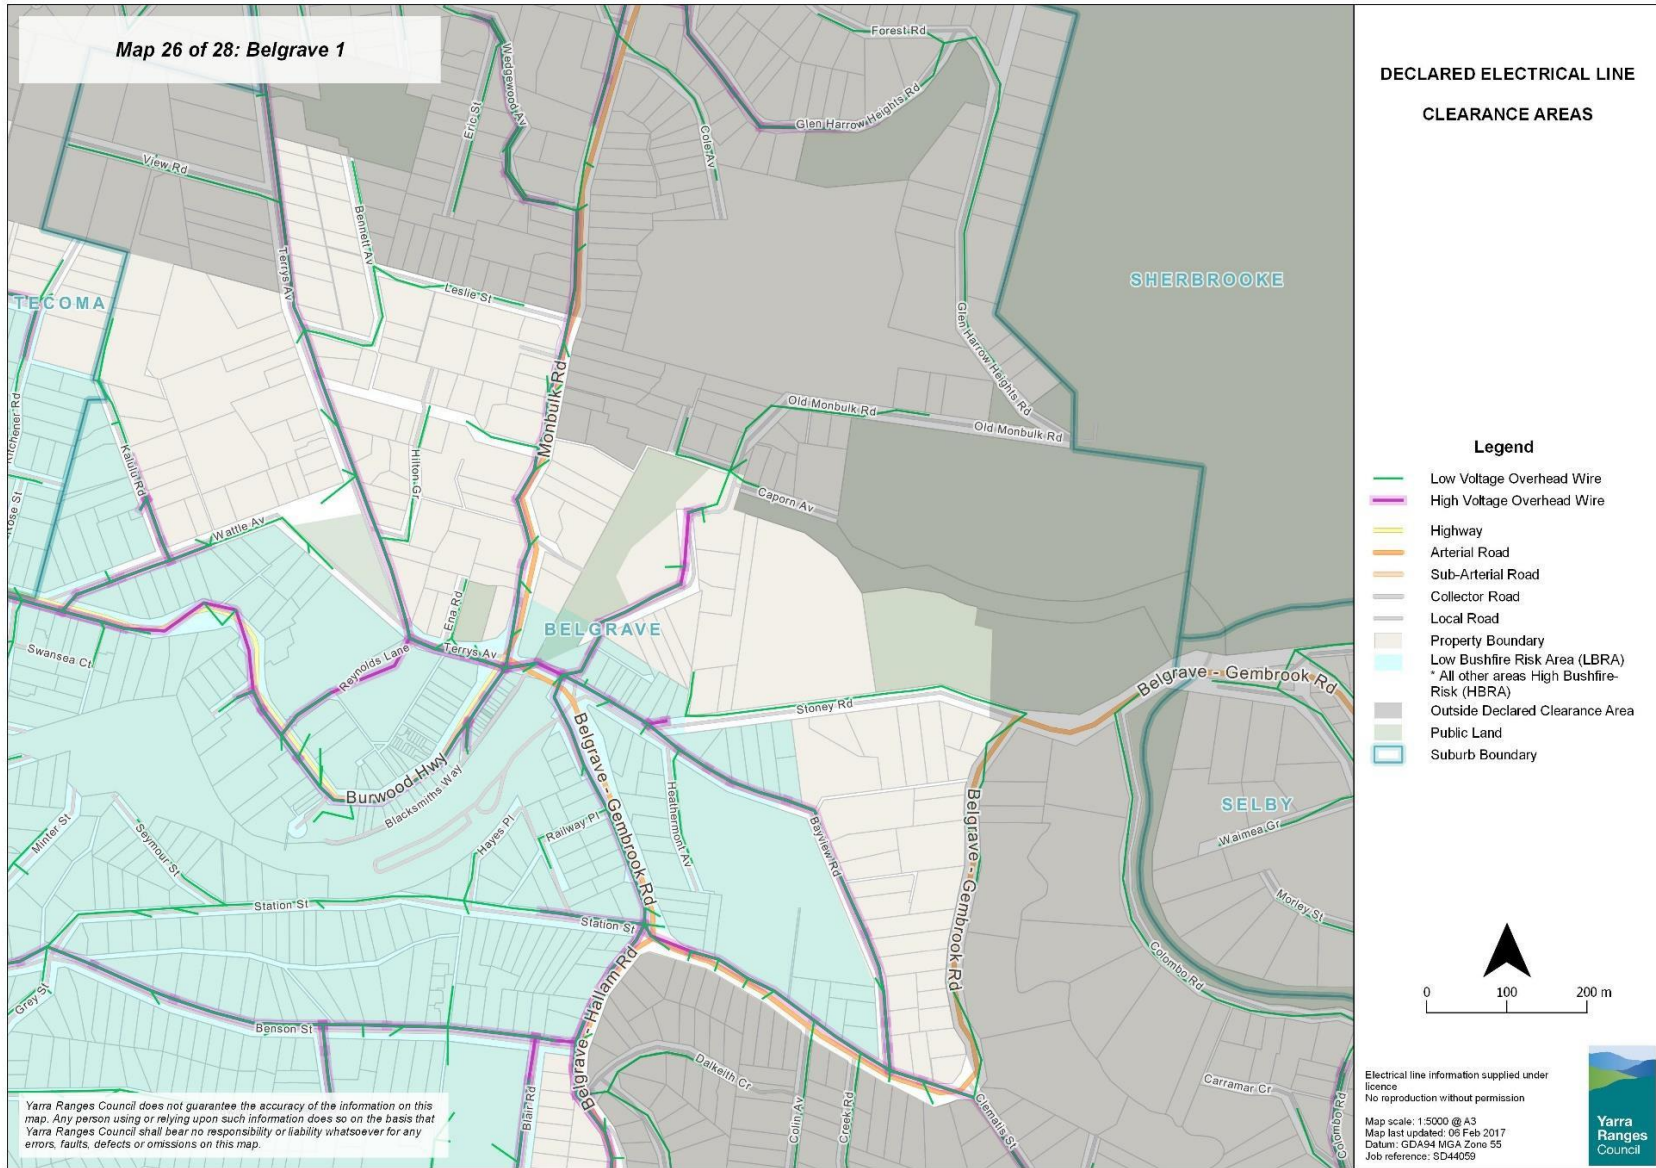 Map 26 of 28: Belgrave 1
DECLARED ELECTRICAL LINE
CLEARANCE AREAS
Forest Rd
Wedgewood Av
Eric St
Glen Harrow Heights Rd
Cole Av
View Rd
Bennett Av
Terrys Av
Leslie St
TECOMA
SHERBROOKE
Glen Harrow Heights Rd
Monbulk Rd
Old Monbulk Rd
Old Monbulk Rd
Kitchener Rd
Kalulu Rd
Hilton Gr
Rose St
Caporn Av
Wattle Av
Ena Rd
BELGRAVE
Terrys Av
Swansea Ct
Reynolds Lane
Belgrave - Gembrook Rd
Stoney Rd
Burwood Hwy
Blacksmiths Way
Belgrave - Gembrook Rd
Heathermont Av
Bayview Rd
Belgrave - Gembrook Rd
SELBY
Waimea Gr
Minter St
Seymour St
Hayes Pl
Railway Pl
Morley St
Station St
Station St
Colombo Rd
Grey St
Belgrave - Hallam Rd
Benson St
Dalkeith Cr
Carramar Cr
Blair Rd
Colin Av
Creek Rd
Clematis St
Colombo Rd
Legend
Low Voltage Overhead Wire
High Voltage Overhead Wire
Highway
Arterial Road
Sub-Arterial Road
Collector Road
Local Road
Property Boundary
Low Bushfire Risk Area (LBRA)
* All other areas High Bushfire-
Risk (HBRA)
Outside Declared Clearance Area
Public Land
Suburb Boundary
0 100 200 m
Yarra Ranges Council does not guarantee the accuracy of the information on this
map. Any person using or relying upon such information does so on the basis that
Yarra Ranges Council shall bear no responsibility or liability whatsoever for any
errors, faults, defects or omissions on this map.
Electrical line information supplied under
licence
No reproduction without permission
Map scale: 1:5000 @ A3
Map last updated: 06 Feb 2017
Datum: GDA94 MGA Zone 55
Job reference: SD44059
Yarra
Ranges
Council